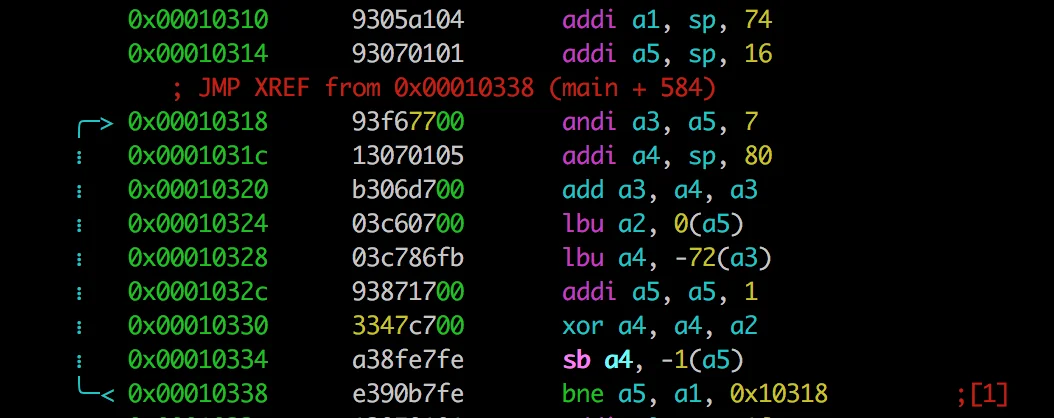 0x00010310 9305a104 addi a1, sp, 74
0x00010314 93070101 addi a5, sp, 16
; JMP XREF from 0x00010338 (main + 584)
0x00010318 93f67700 andi a3, a5, 7
0x0001031c 13070105 addi a4, sp, 80
0x00010320 b306d700 add a3, a4, a3
0x00010324 03c60700 lbu a2, 0(a5)
0x00010328 03c786fb lbu a4, -72(a3)
0x0001032c 93871700 addi a5, a5, 1
0x00010330 3347c700 xor a4, a4, a2
0x00010334 a38fe7fe sb a4, -1(a5)
0x00010338 e390b7fe bne a5, a1, 0x10318 ;[1]